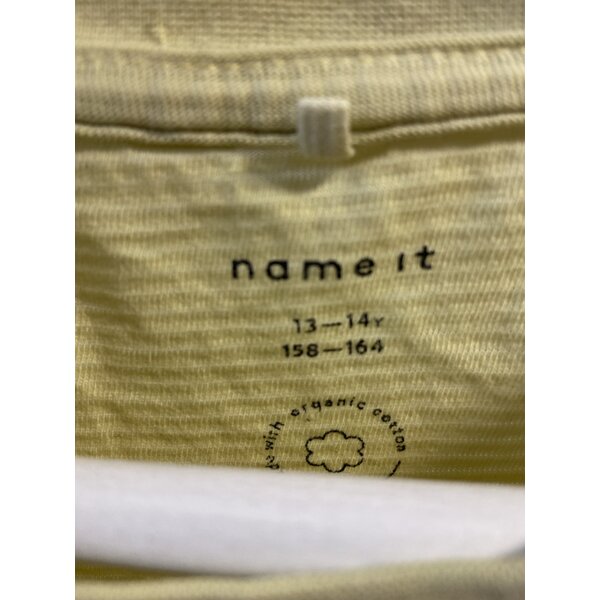 name it
13–14Y
158–164
with organic cotton